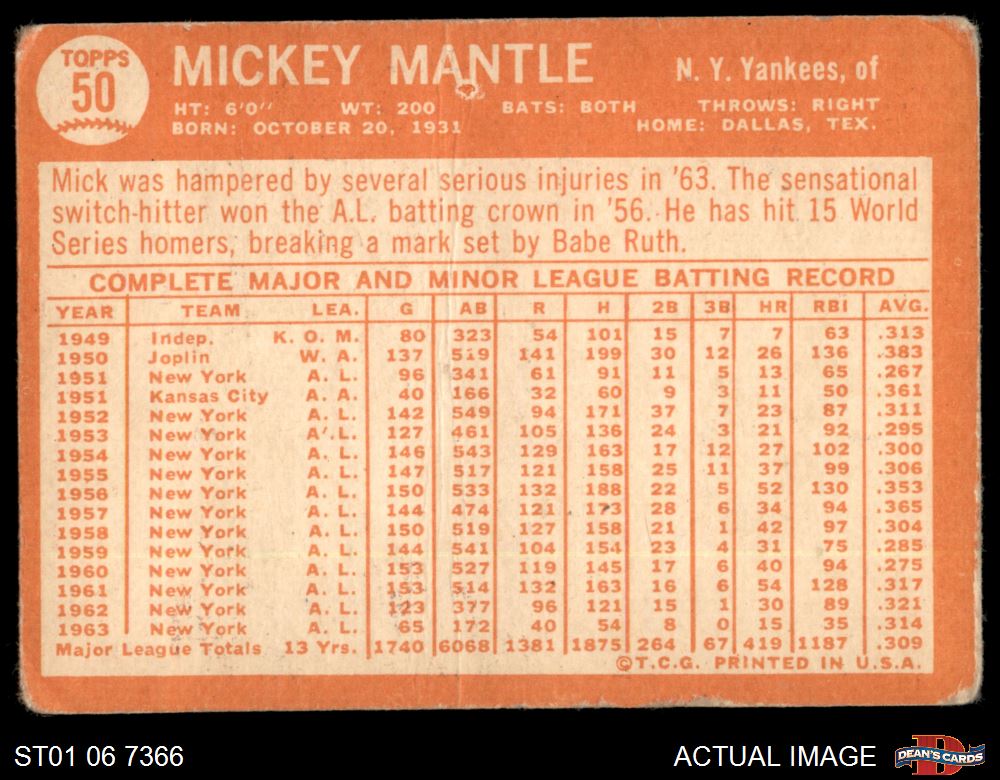 TOPPS
50
MICKEY MANTLE
N. Y. Yankees, of
HT: 6'0" WT: 200 BATS: BOTH THROWS: RIGHT
BORN: OCTOBER 20, 1931 HOME: DALLAS, TEX.
Mick was hampered by several serious injuries in '63. The sensational
switch-hitter won the A.L. batting crown in '56. He has hit 15 World
Series homers, breaking a mark set by Babe Ruth.
COMPLETE MAJOR AND MINOR LEAGUE BATTING RECORD
YEAR TEAM LEA. G AB R H 2B 3B HR RBI AVG.
1949 Indep. K. O. M. 80 323 54 101 15 7 7 63 .313
1950 Joplin W. A. 137 519 141 199 30 12 26 136 .383
1951 New York A. L. 96 341 61 91 11 5 13 65 .267
1951 Kansas City A. A. 40 166 32 60 9 3 11 50 .361
1952 New York A. L. 142 549 94 171 37 7 23 87 .311
1953 New York A. L. 127 461 105 136 24 3 21 92 .295
1954 New York A. L. 146 543 129 163 17 12 27 102 .300
1955 New York A. L. 147 517 121 158 25 11 37 99 .306
1956 New York A. L. 150 533 132 188 22 5 52 130 .353
1957 New York A. L. 144 474 121 173 28 6 34 94 .365
1958 New York A. L. 150 519 127 158 21 1 42 97 .304
1959 New York A. L. 144 541 104 154 23 4 31 75 .285
1960 New York A. L. 153 527 119 145 17 6 40 94 .275
1961 New York A. L. 153 514 132 163 16 6 54 128 .317
1962 New York A. L. 123 377 96 121 15 1 30 89 .321
1963 New York A. L. 65 172 40 54 8 0 15 35 .314
Major League Totals 13 Yrs. 1740 6068 1381 1875 264 67 419 1187 .309
©T.C.G. PRINTED IN U.S.A.
ST01 06 7366
ACTUAL IMAGE
DEAN'S CARDS